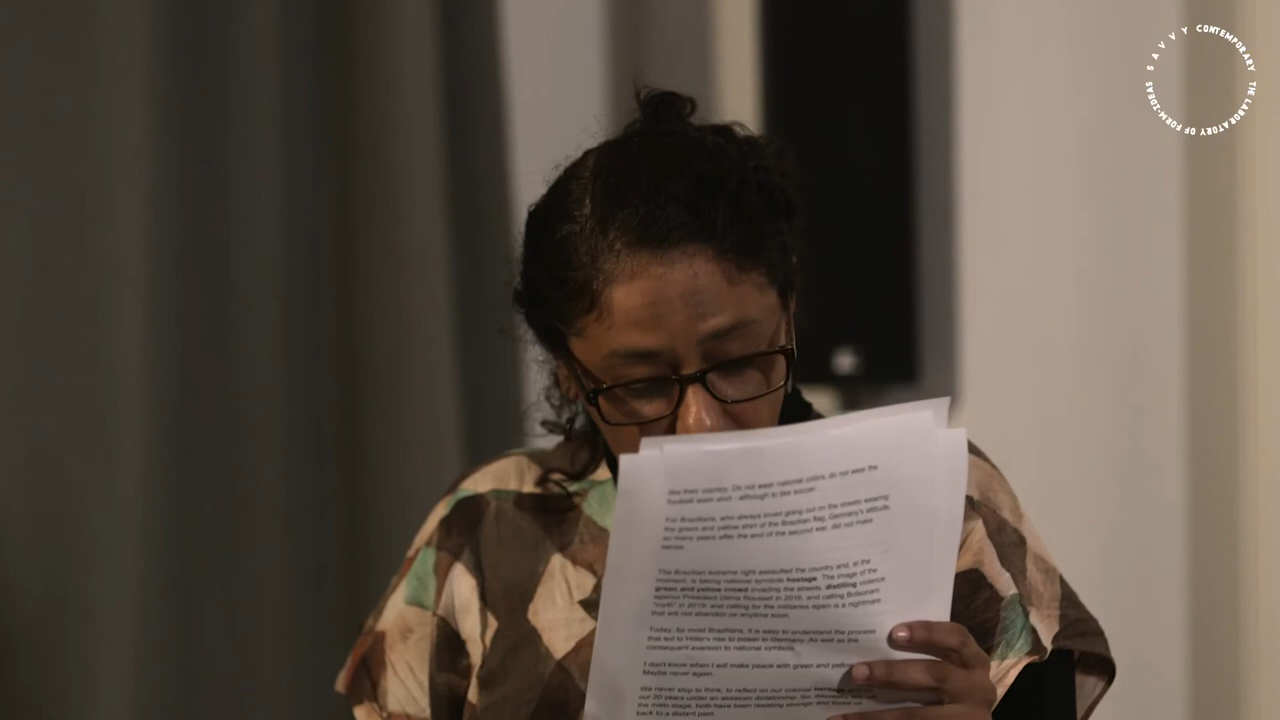 SAVVY CONTEMPORARY THE LABORATORY OF FORM-IDEAS
like their country. Do not wear national colors, do not wear the
football team shirt - although to like soccer.
For Brazilians, who always loved going out on the streets wearing
the green and yellow shirt of the Brazilian flag, Germany's attitude,
so many years after the end of the second war, did not make
sense.
The Brazilian extreme right assaulted the country and, at the
moment, is taking national symbols hostage. The image of the
green and yellow crowd invading the streets, distilling violence
against President Dilma Roussef in 2015, and calling Bolsonaro
"myth" in 2019, and calling for the militaries again is a nightmare
that will not abandon us anytime soon.
Today, for most Brazilians, it is easy to understand the process
that led to Hitler's rise to power in Germany. As well as the
consequent aversion to national symbols.
I don't know when I will make peace with green and yellow
Maybe never again.
We never stop to think, to reflect on our colonial heritage and
our 20 years under an assassin dictatorship. So,
the main stage, both have been resisting strongly and
back to a distant past